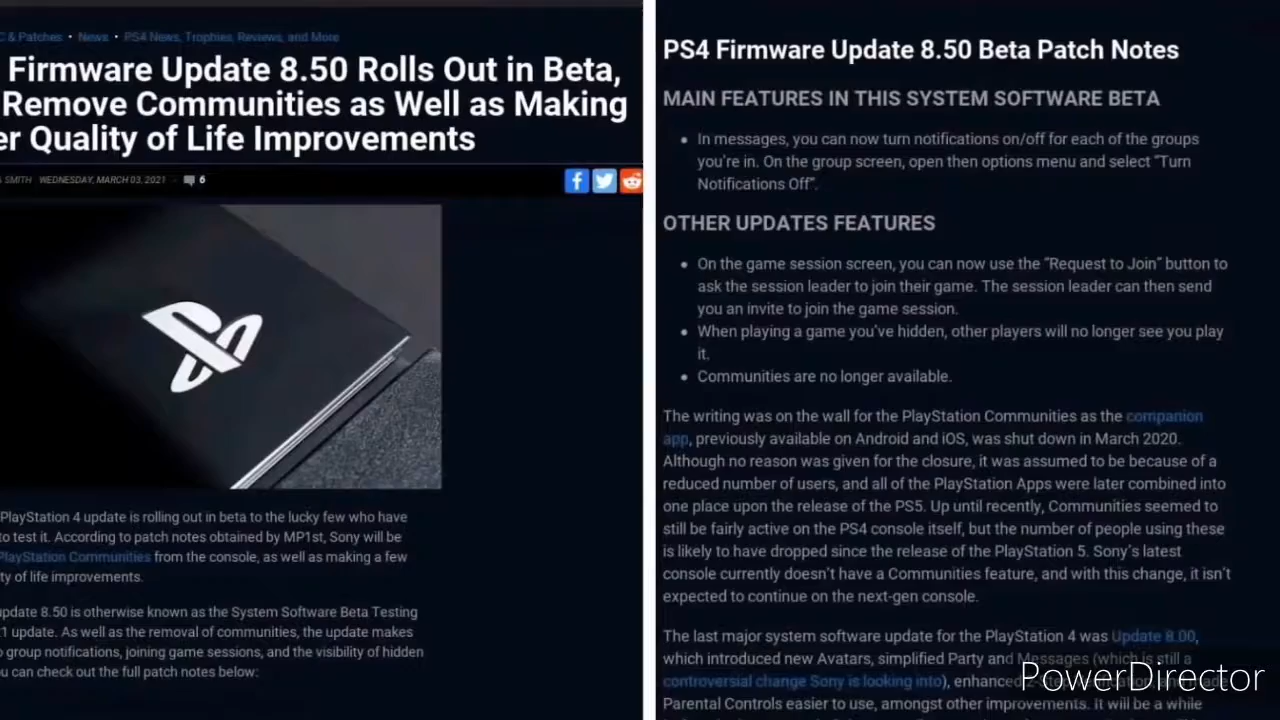 C & Patches • News • PS4 News, Trophies, Reviews, and More
Firmware Update 8.50 Rolls Out in Beta,
Remove Communities as Well as Making
er Quality of Life Improvements
SMITH WEDNESDAY, MARCH 03, 2021 - 6
PlayStation 4 update is rolling out in beta to the lucky few who have
to test it. According to patch notes obtained by MP1st, Sony will be
PlayStation Communities from the console, as well as making a few
ty of life improvements.
update 8.50 is otherwise known as the System Software Beta Testing
1 update. As well as the removal of communities, the update makes
o group notifications, joining game sessions, and the visibility of hidden
ou can check out the full patch notes below:
PS4 Firmware Update 8.50 Beta Patch Notes
MAIN FEATURES IN THIS SYSTEM SOFTWARE BETA
• In messages, you can now turn notifications on/off for each of the groups
you're in. On the group screen, open then options menu and select "Turn
Notifications Off".
OTHER UPDATES FEATURES
• On the game session screen, you can now use the "Request to Join" button to
ask the session leader to join their game. The session leader can then send
you an invite to join the game session.
• When playing a game you've hidden, other players will no longer see you play
it.
• Communities are no longer available.
The writing was on the wall for the PlayStation Communities as the companion
app, previously available on Android and iOS, was shut down in March 2020.
Although no reason was given for the closure, it was assumed to be because of a
reduced number of users, and all of the PlayStation Apps were later combined into
one place upon the release of the PS5. Up until recently, Communities seemed to
still be fairly active on the PS4 console itself, but the number of people using these
is likely to have dropped since the release of the PlayStation 5. Sony's latest
console currently doesn't have a Communities feature, and with this change, it isn't
expected to continue on the next-gen console.
The last major system software update for the PlayStation 4 was Update 8.00,
which introduced new Avatars, simplified Party and Messages (which is still a
controversial change Sony is looking into), enhanced 2-Step
Parental Controls easier to use, amongst other improvements. It will be a while
PowerDirector